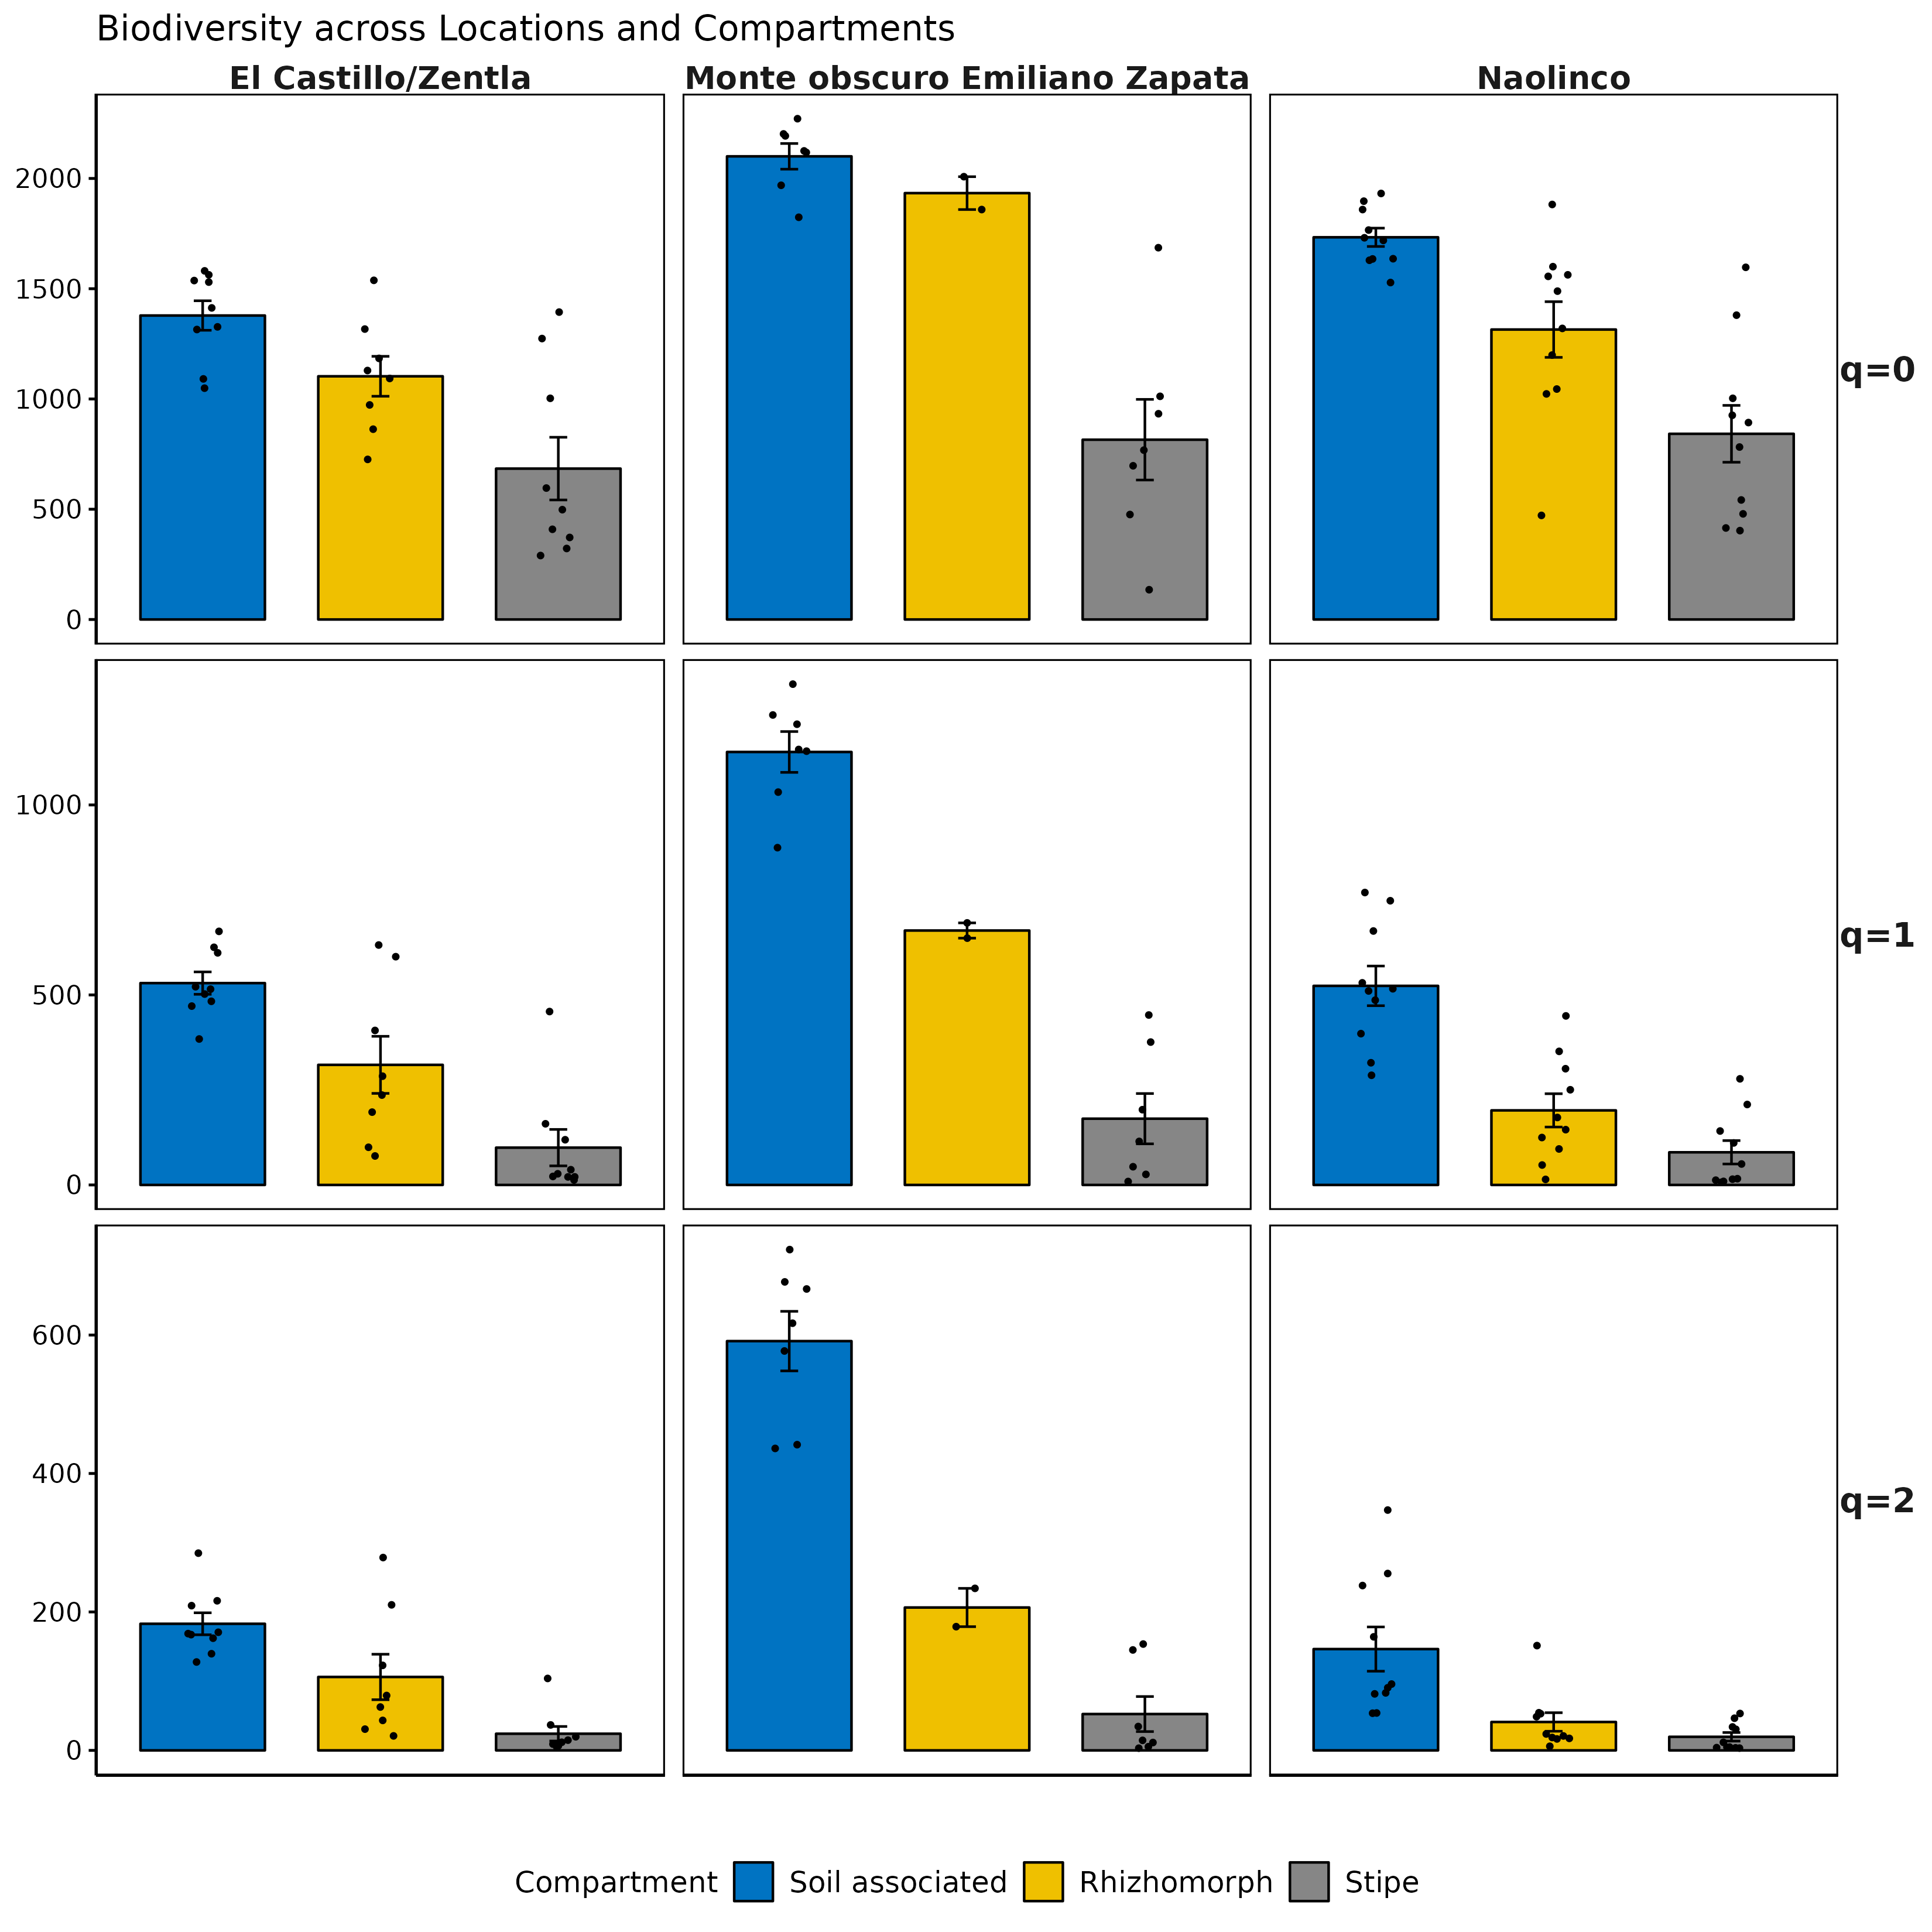 Biodiversity across Locations and Compartments
El Castillo/Zentla Monte obscuro Emiliano Zapata Naolinco
2000
1500
1000
500
0
q=0
1000
500
0
q=1
600
400
200
0
q=2
Compartment Soil associated Rhizhomorph Stipe